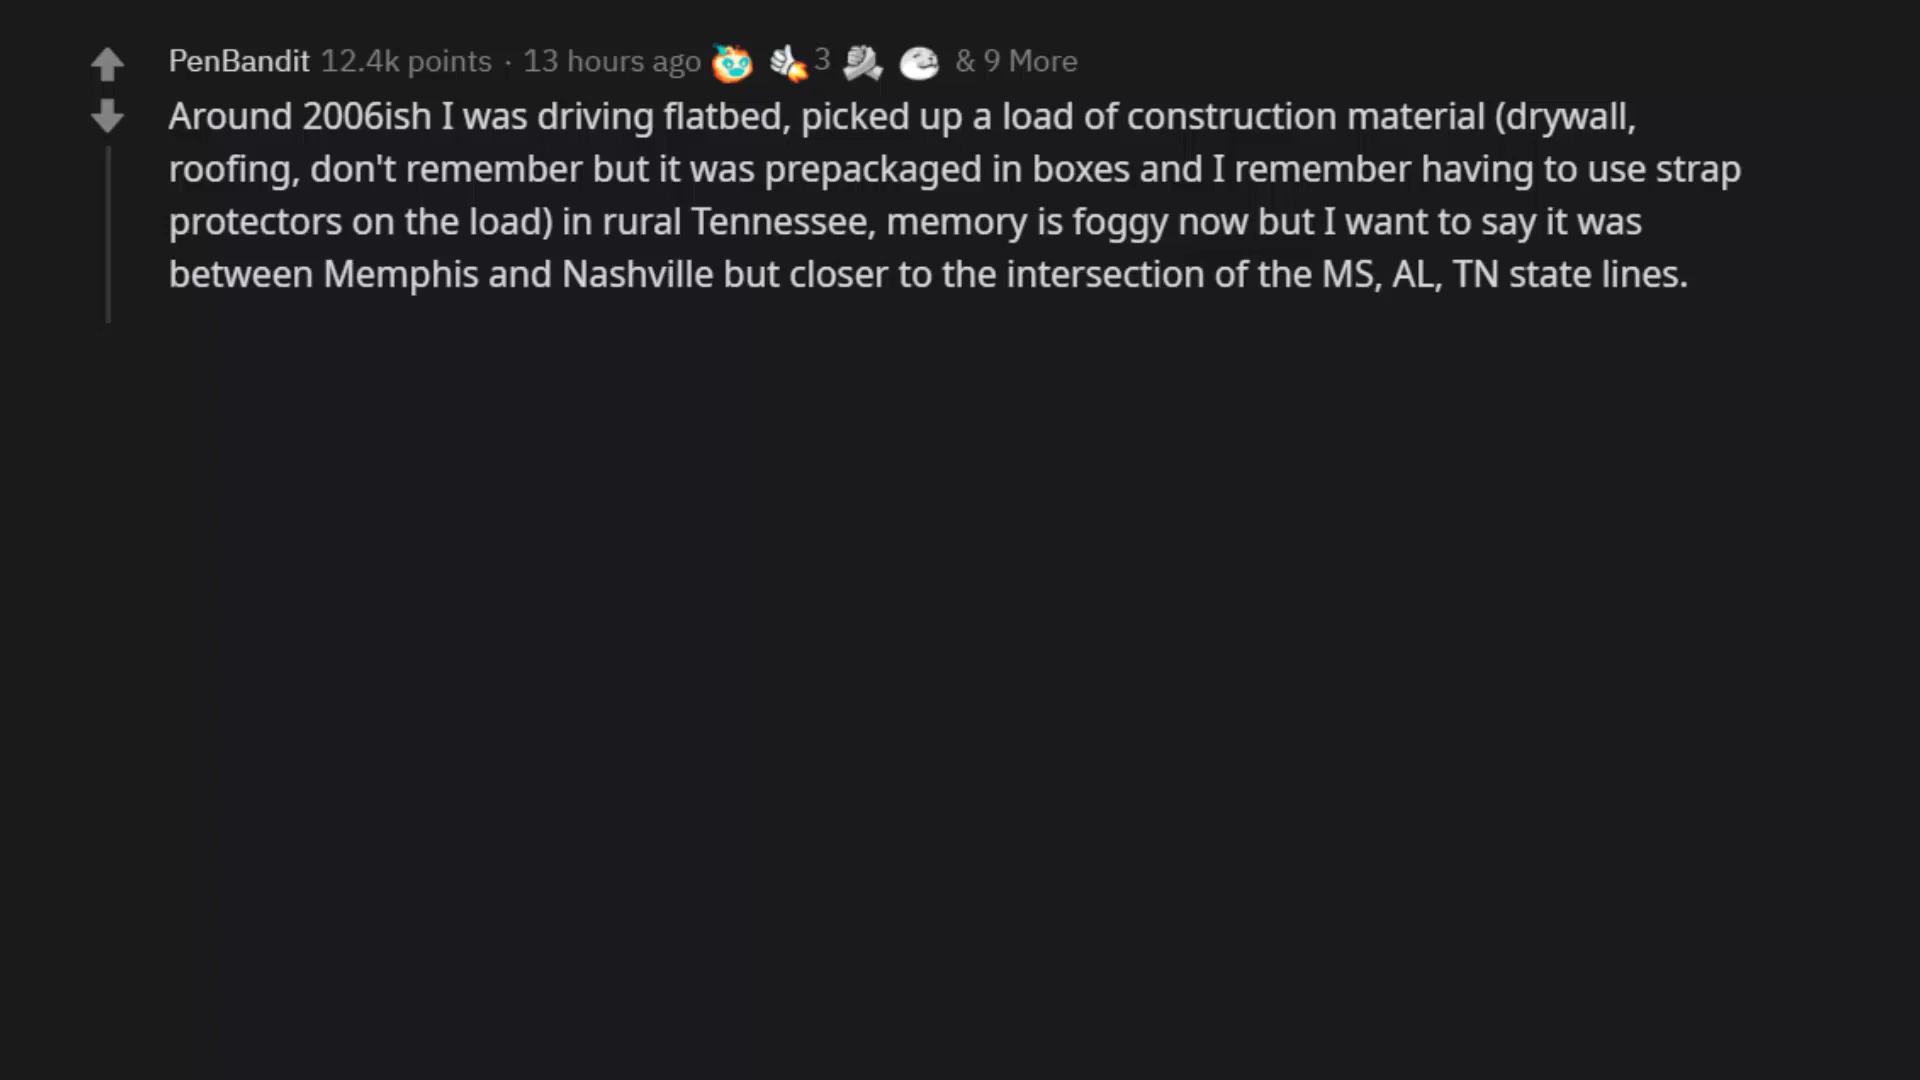 PenBandit 12.4k points · 13 hours ago 3 & 9 More
Around 2006ish I was driving flatbed, picked up a load of construction material (drywall,
roofing, don't remember but it was prepackaged in boxes and I remember having to use strap
protectors on the load) in rural Tennessee, memory is foggy now but I want to say it was
between Memphis and Nashville but closer to the intersection of the MS, AL, TN state lines.